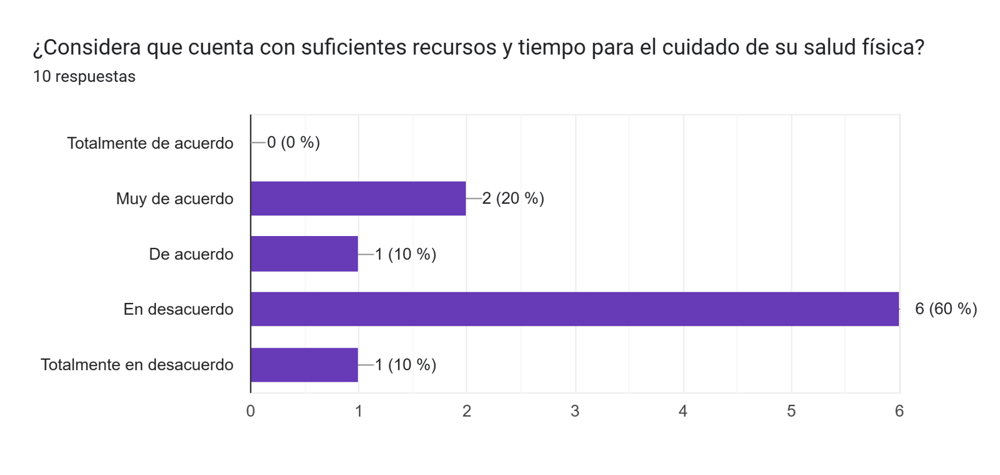 ¿Considera que cuenta con suficientes recursos y tiempo para el cuidado de su salud física?
10 respuestas
Totalmente de acuerdo 0 (0 %)
Muy de acuerdo 2 (20 %)
De acuerdo 1 (10 %)
En desacuerdo 6 (60 %)
Totalmente en desacuerdo 1 (10 %)
0 1 2 3 4 5 6